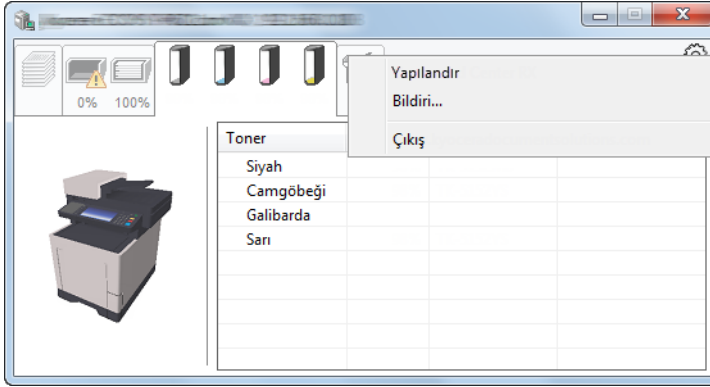 0% 100%
Yapılandır
Bildiri...
Çıkış
Toner
Siyah
Camgöbeği
Galibarda
Sarı